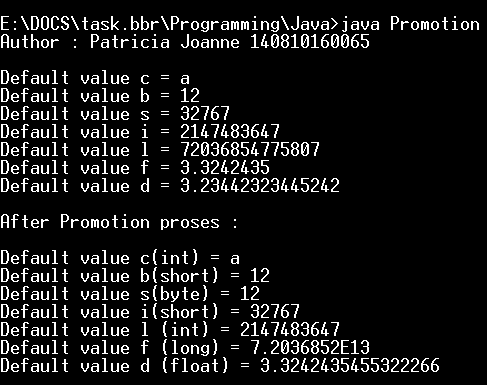 E:\DOCS\task.bbr\Programming\Java>java Promotion
Author : Patricia Joanne 140810160065
Default value c = a
Default value b = 12
Default value s = 32767
Default value i = 2147483647
Default value l = 72036854775807
Default value f = 3.3242435
Default value d = 3.23442323445242
After Promotion proses :
Default value c(int) = a
Default value b(short) = 12
Default value s(byte) = 12
Default value i(short) = 32767
Default value l (int) = 2147483647
Default value f (long) = 7.2036852E13
Default value d (float) = 3.3242435455322266